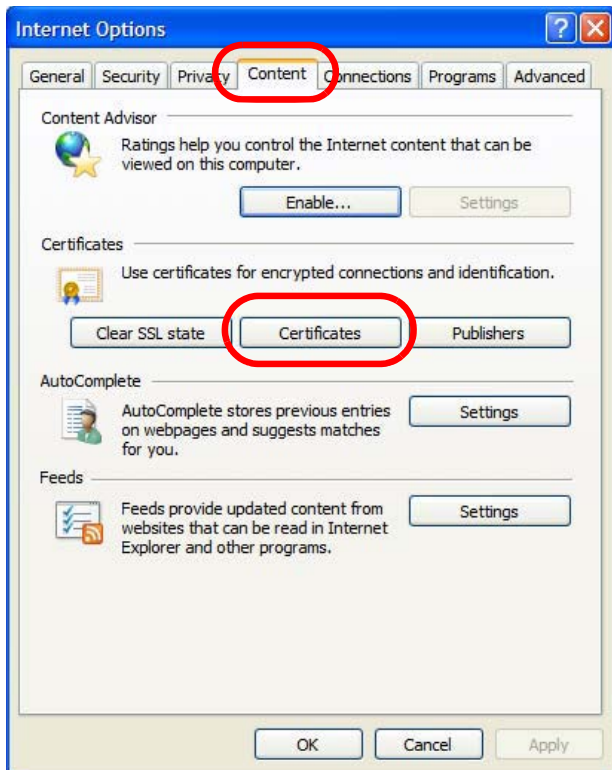 Internet Options
General Security Privacy Content Connections Programs Advanced
Content Advisor
Ratings help you control the Internet content that can be
viewed on this computer.
Enable... Settings
Certificates
Use certificates for encrypted connections and identification.
Clear SSL state Certificates Publishers
AutoComplete
AutoComplete stores previous entries Settings
on webpages and suggests matches
for you.
Feeds
Feeds provide updated content from Settings
websites that can be read in Internet
Explorer and other programs.
OK Cancel Apply